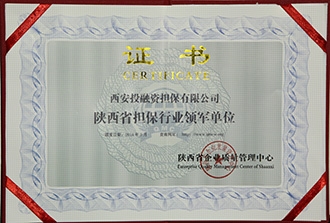 证书
CERTIFICATE
西安投融资担保有限公司
陕西省担保行业领军单位
陕西省企业质量管理中心
Enterprise Quality Management Center of Shaanxi